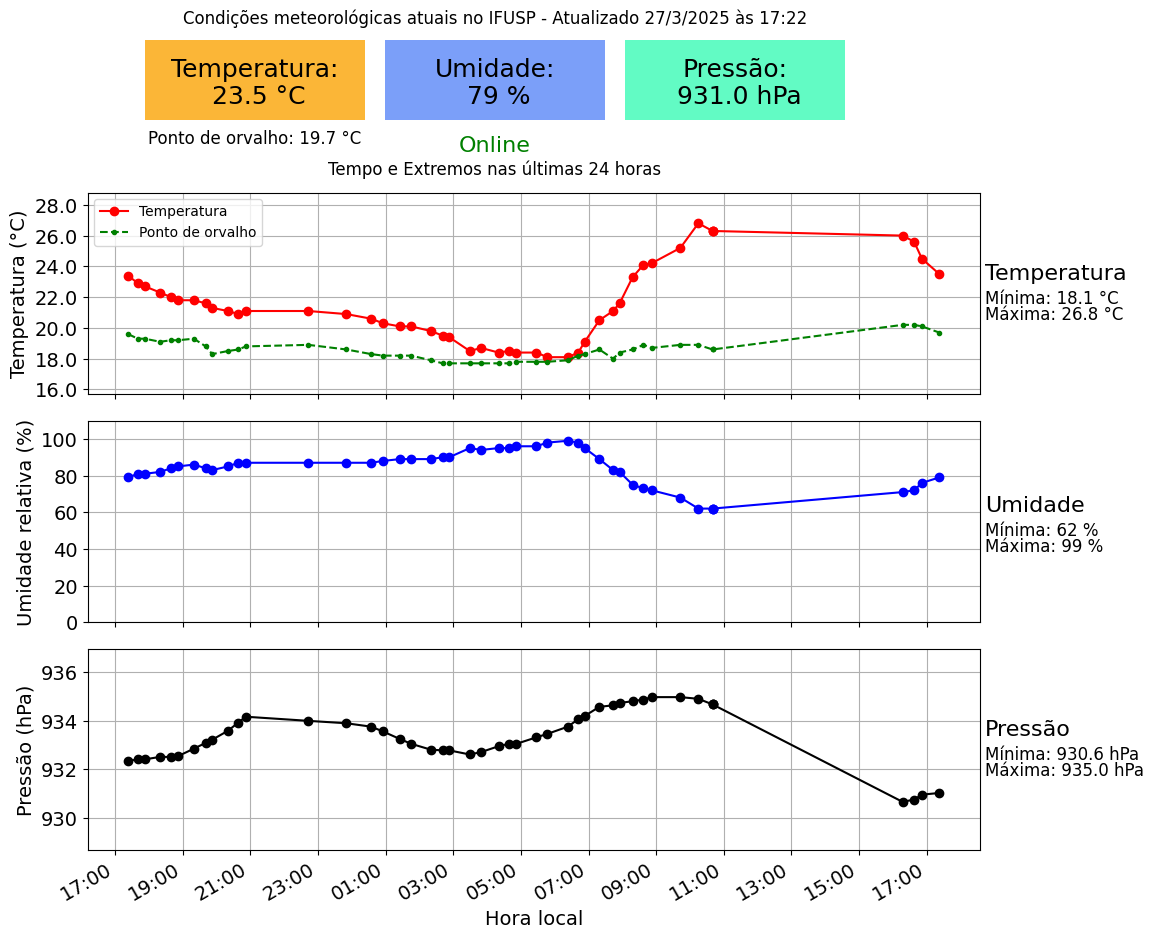 Condições meteorológicas atuais no IFUSP - Atualizado 27/3/2025 às 17:22
Temperatura:
23.5 °C
Umidade:
79 %
Pressão:
931.0 hPa
Ponto de orvalho: 19.7 °C
Online
Tempo e Extremos nas últimas 24 horas
Temperatura (°C)
28.0
26.0
24.0
22.0
20.0
18.0
16.0
Temperatura
Ponto de orvalho
Temperatura
Mínima: 18.1 °C
Máxima: 26.8 °C
Umidade relativa (%)
100
80
60
40
20
0
Umidade
Mínima: 62 %
Máxima: 99 %
Pressão (hPa)
936
934
932
930
Pressão
Mínima: 930.6 hPa
Máxima: 935.0 hPa
17:00 19:00 21:00 23:00 01:00 03:00 05:00 07:00 09:00 11:00 13:00 15:00 17:00
Hora local